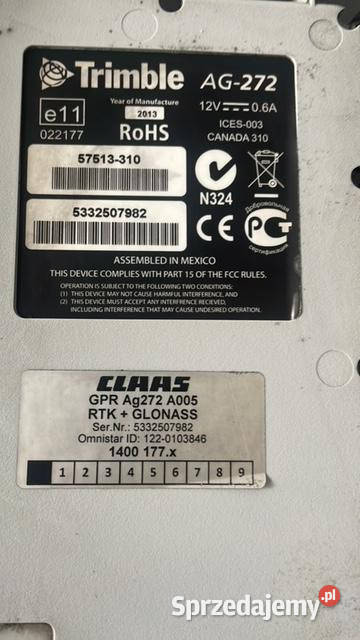 Trimble AG-272
Year of Manufacture
2013
e11
022177
RoHS
12V 0.6A
ICES-003
CANADA 310
57513-310
5332507982
N324
CE
Добровольная
сертификация
ASSEMBLED IN MEXICO
THIS DEVICE COMPLIES WITH PART 15 OF THE FCC RULES.
OPERATION IS SUBJECT TO THE FOLLOWING TWO CONDITIONS:
(1) THIS DEVICE MAY NOT CAUSE HARMFUL INTERFERENCE, AND
(2) THIS DEVICE MUST ACCEPT ANY INTERFERENCE RECIEVED,
INCLUDING INTERFERENCE THAT MAY CAUSE UNDESIRED OPERATION.
CLAAS
GPR Ag272 A005
RTK + GLONASS
Ser.Nr.: 5332507982
Omnistar ID: 122-0103846
1400 177.x
1 2 3 4 5 6 7 8 9
Sprzedajemy.pl